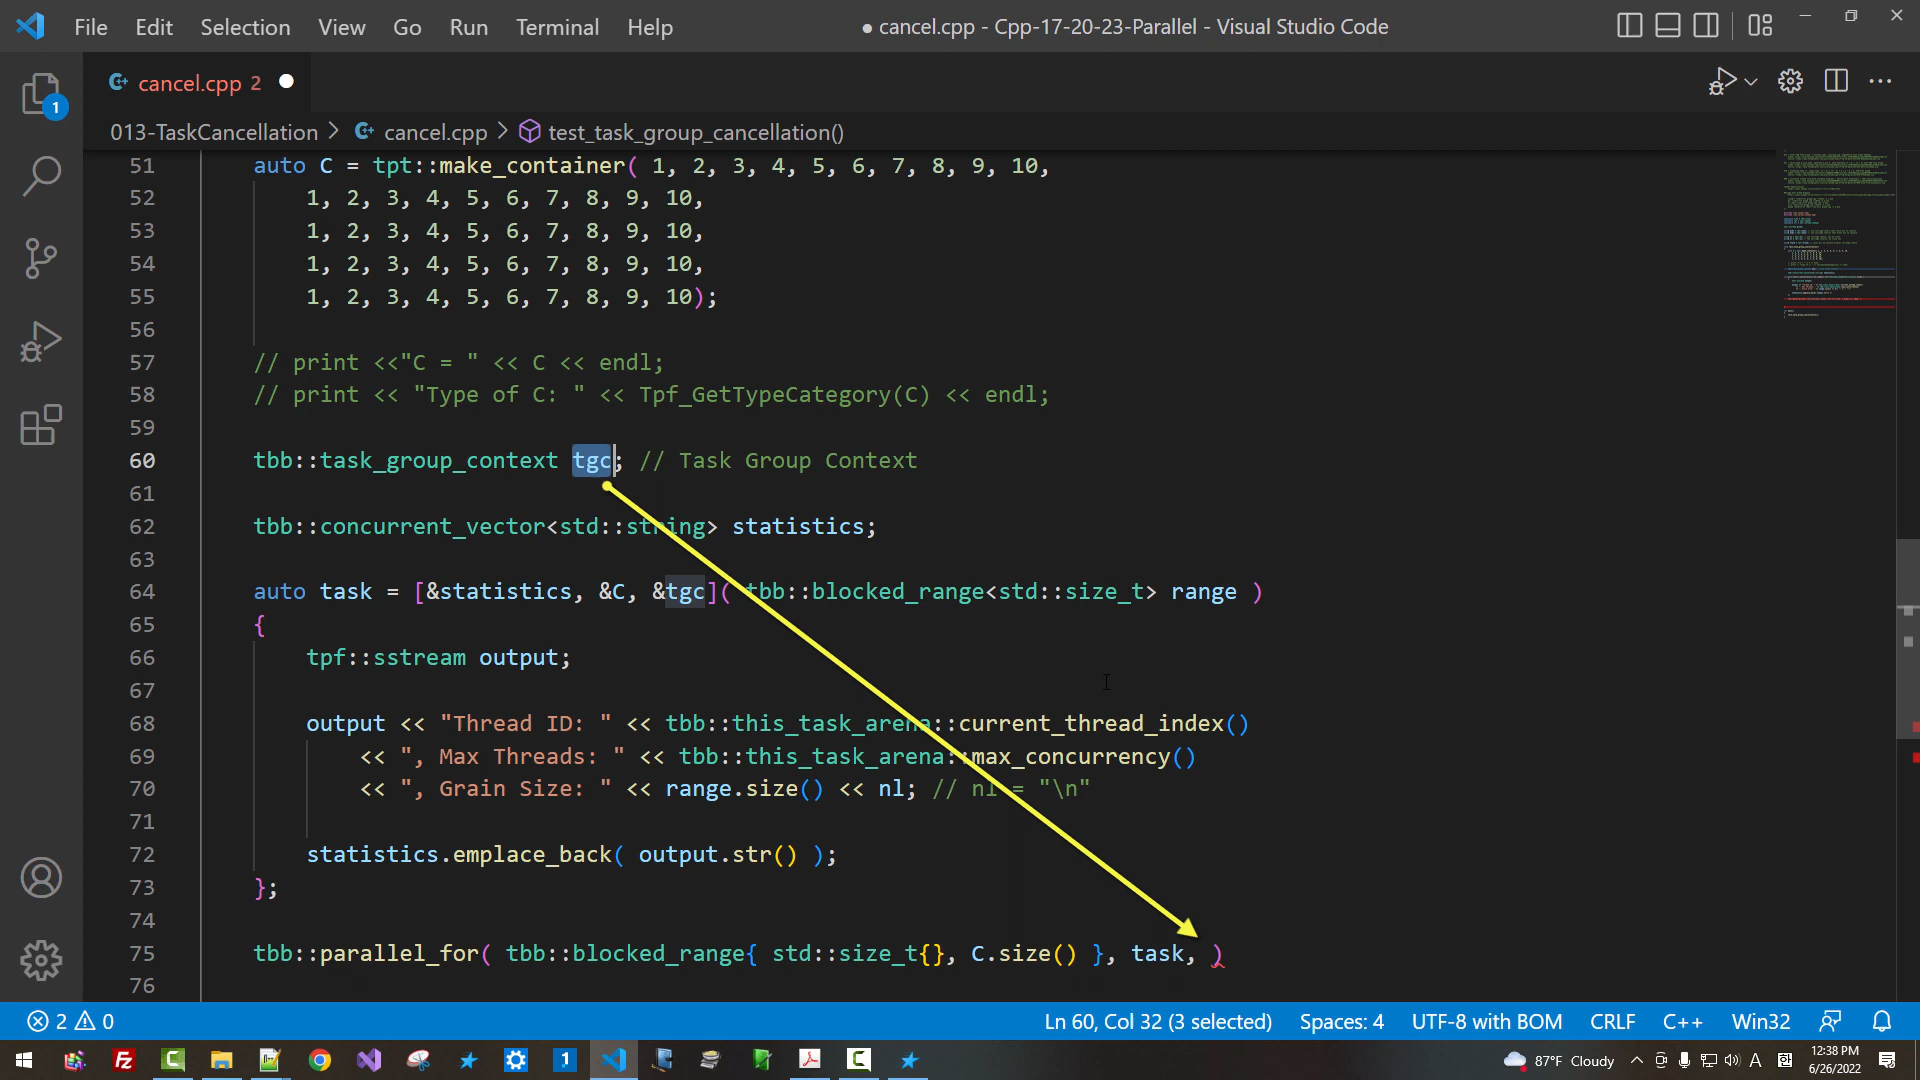 File Edit Selection View Go Run Terminal Help ● cancel.cpp - Cpp-17-20-23-Parallel - Visual Studio Code
cancel.cpp 2
013-TaskCancellation > cancel.cpp > test_task_group_cancellation()
51 auto C = tpt::make_container( 1, 2, 3, 4, 5, 6, 7, 8, 9, 10,
52 1, 2, 3, 4, 5, 6, 7, 8, 9, 10,
53 1, 2, 3, 4, 5, 6, 7, 8, 9, 10,
54 1, 2, 3, 4, 5, 6, 7, 8, 9, 10,
55 1, 2, 3, 4, 5, 6, 7, 8, 9, 10);
56
57 // print <<"C = " << C << endl;
58 // print << "Type of C: " << Tpf_GetTypeCategory(C) << endl;
59
60 tbb::task_group_context tgc; // Task Group Context
61
62 tbb::concurrent_vector<std::string> statistics;
63
64 auto task = [&statistics, &C, &tgc]( tbb::blocked_range<std::size_t> range )
65 {
66 tpf::sstream output;
67
68 output << "Thread ID: " << tbb::this_task_arena::current_thread_index()
69 << ", Max Threads: " << tbb::this_task_arena::max_concurrency()
70 << ", Grain Size: " << range.size() << nl; // nl = "\n"
71
72 statistics.emplace_back( output.str() );
73 };
74
75 tbb::parallel_for( tbb::blocked_range{ std::size_t{}, C.size() }, task, )
76
1
2 0 Ln 60, Col 32 (3 selected) Spaces: 4 UTF-8 with BOM CRLF C++ Win32
87°F Cloudy A 한 12:38 PM
6/26/2022